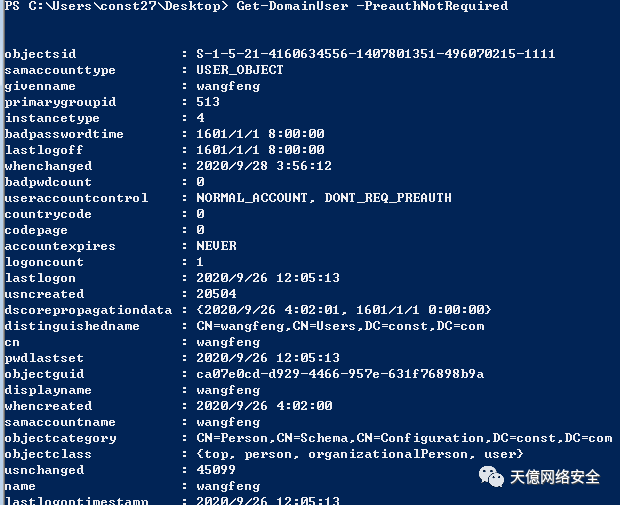 PS C:\Users\const27\Desktop> Get-DomainUser -PreauthNotRequired
objectsid : S-1-5-21-4160634556-1407801351-496070215-1111
samaccounttype : USER_OBJECT
givenname : wangfeng
primarygroupid : 513
instancetype : 4
badpasswordtime : 1601/1/1 8:00:00
lastlogoff : 1601/1/1 8:00:00
whenchanged : 2020/9/28 3:56:12
badpwdcount : 0
useraccountcontrol : NORMAL_ACCOUNT, DONT_REQ_PREAUTH
countrycode : 0
codepage : 0
accountexpires : NEVER
logoncount : 1
lastlogon : 2020/9/26 12:05:13
usncreated : 20504
dscorepropagationdata : {2020/9/26 4:02:01, 1601/1/1 0:00:00}
distinguishedname : CN=wangfeng,CN=Users,DC=const,DC=com
cn : wangfeng
pwdlastset : 2020/9/26 12:05:13
objectguid : ca07e0cd-d929-4466-957e-631f76898b9a
displayname : wangfeng
whencreated : 2020/9/26 4:02:00
samaccountname : wangfeng
objectcategory : CN=Person,CN=Schema,CN=Configuration,DC=const,DC=com
objectclass : {top, person, organizationalPerson, user}
usnchanged : 45099
name : wangfeng
lastlogontimestamp : 2020/9/26 12:05:13
天億网络安全